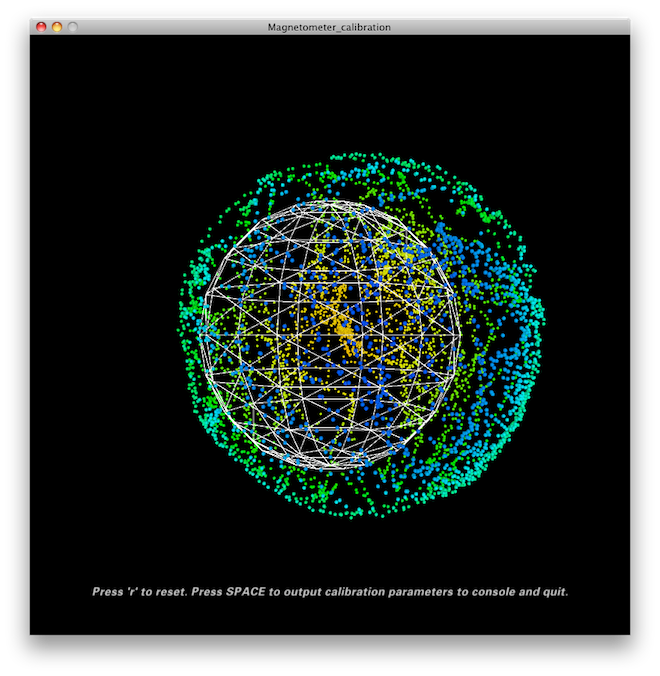 Magnetometer_calibration
Press 'r' to reset. Press SPACE to output calibration parameters to console and quit.